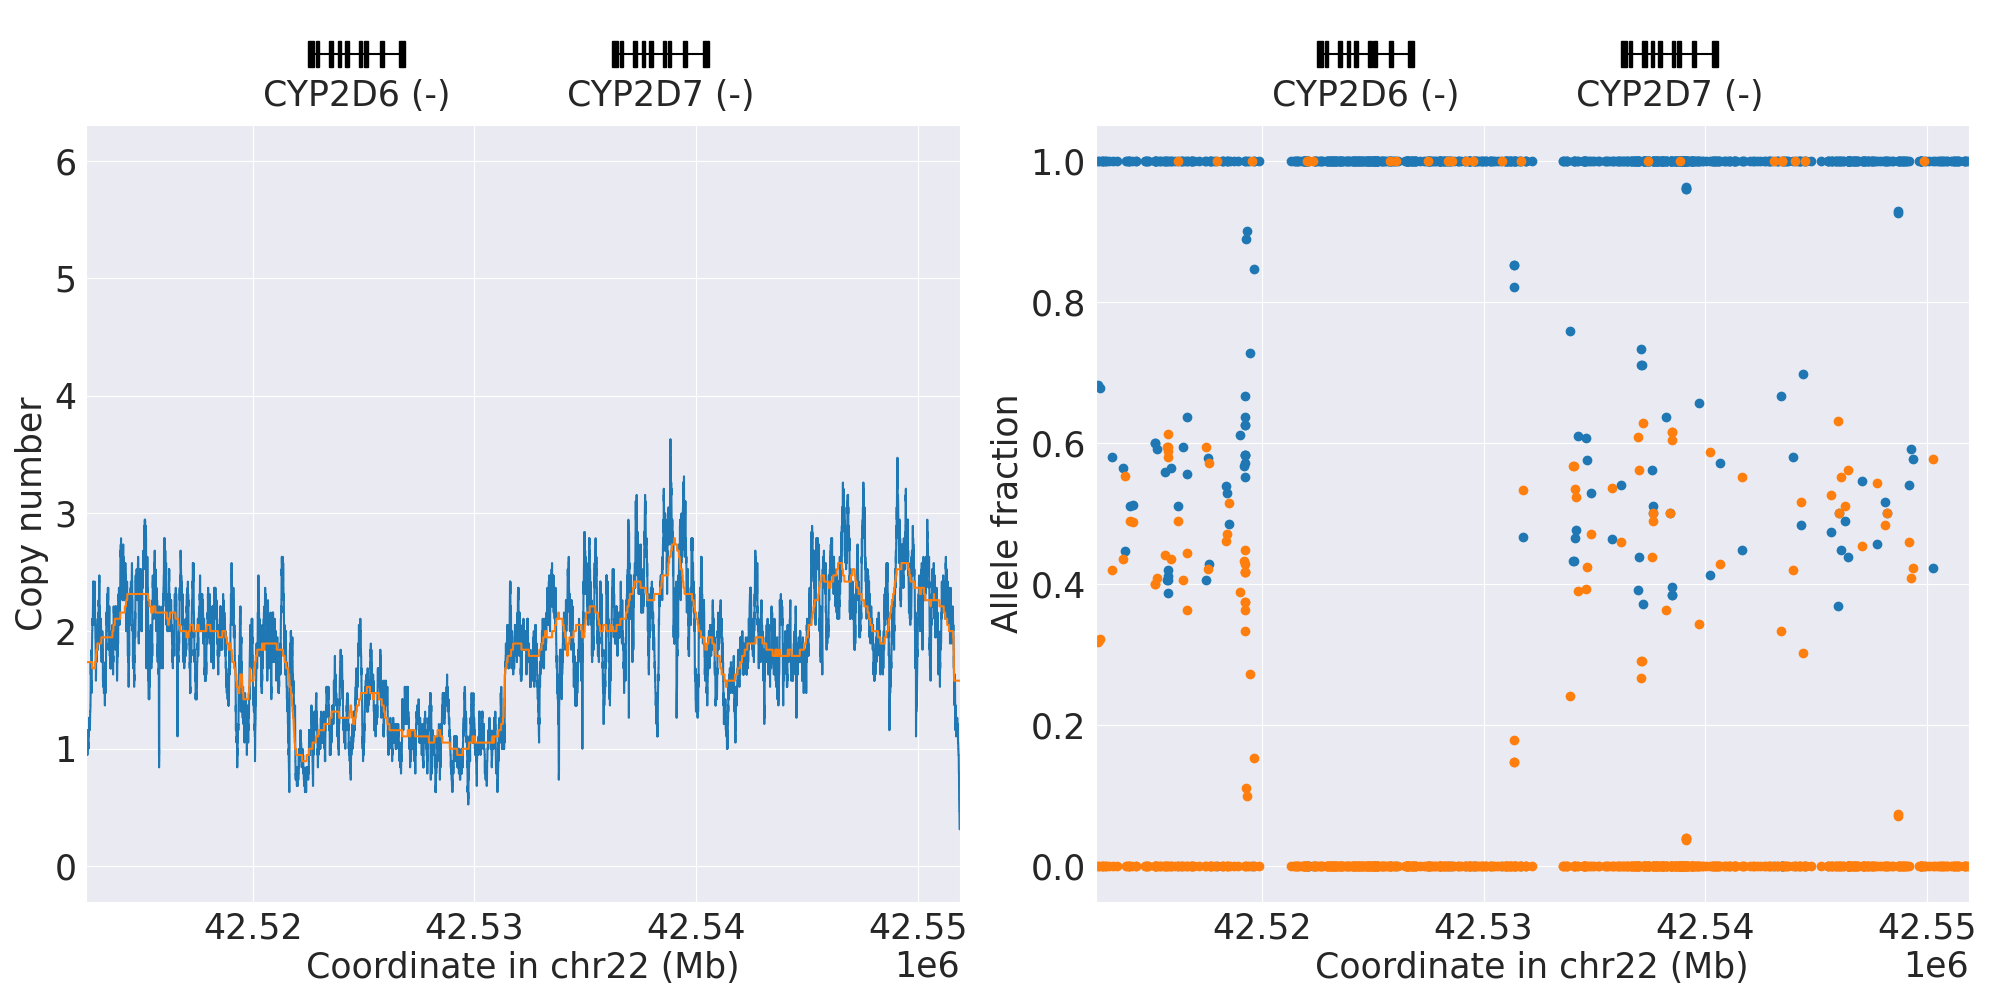 CYP2D6 (-) CYP2D7 (-)
Copy number
6
5
4
3
2
1
0
42.52 42.53 42.54 42.55
Coordinate in chr22 (Mb) 1e6
CYP2D6 (-) CYP2D7 (-)
Allele fraction
1.0
0.8
0.6
0.4
0.2
0.0
42.52 42.53 42.54 42.55
Coordinate in chr22 (Mb) 1e6